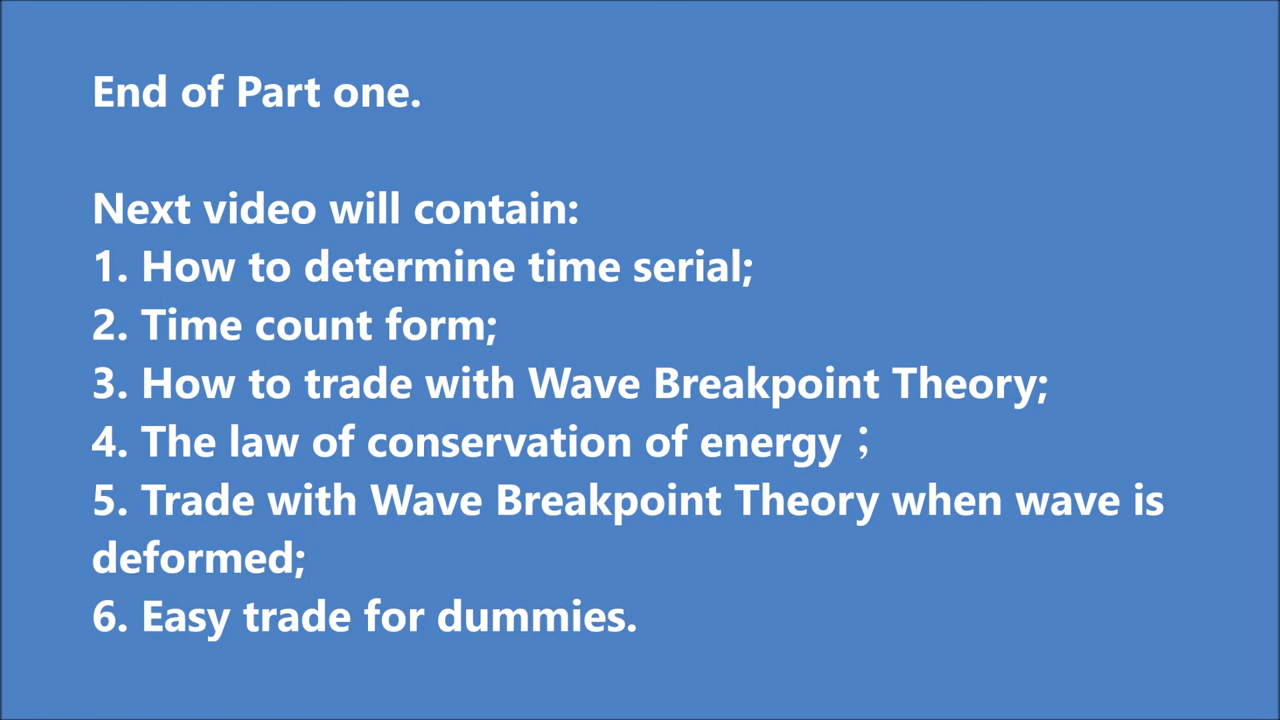 End of Part one.
Next video will contain:
1. How to determine time serial;
2. Time count form;
3. How to trade with Wave Breakpoint Theory;
4. The law of conservation of energy；
5. Trade with Wave Breakpoint Theory when wave is
deformed;
6. Easy trade for dummies.